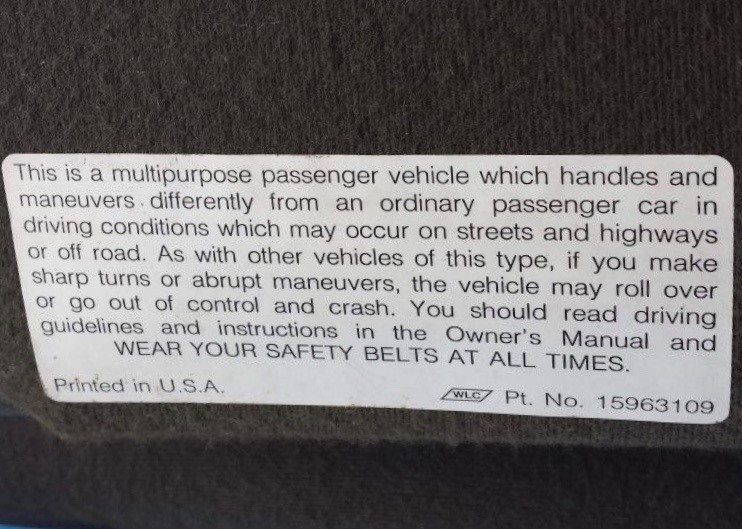 This is a multipurpose passenger vehicle which handles and
maneuvers differently from an ordinary passenger car in
driving conditions which may occur on streets and highways
or off road. As with other vehicles of this type, if you make
sharp turns or abrupt maneuvers, the vehicle may roll over
or go out of control and crash. You should read driving
guidelines and instructions in the Owner's Manual and
WEAR YOUR SAFETY BELTS AT ALL TIMES.
Printed in U.S.A. WLC Pt. No. 15963109